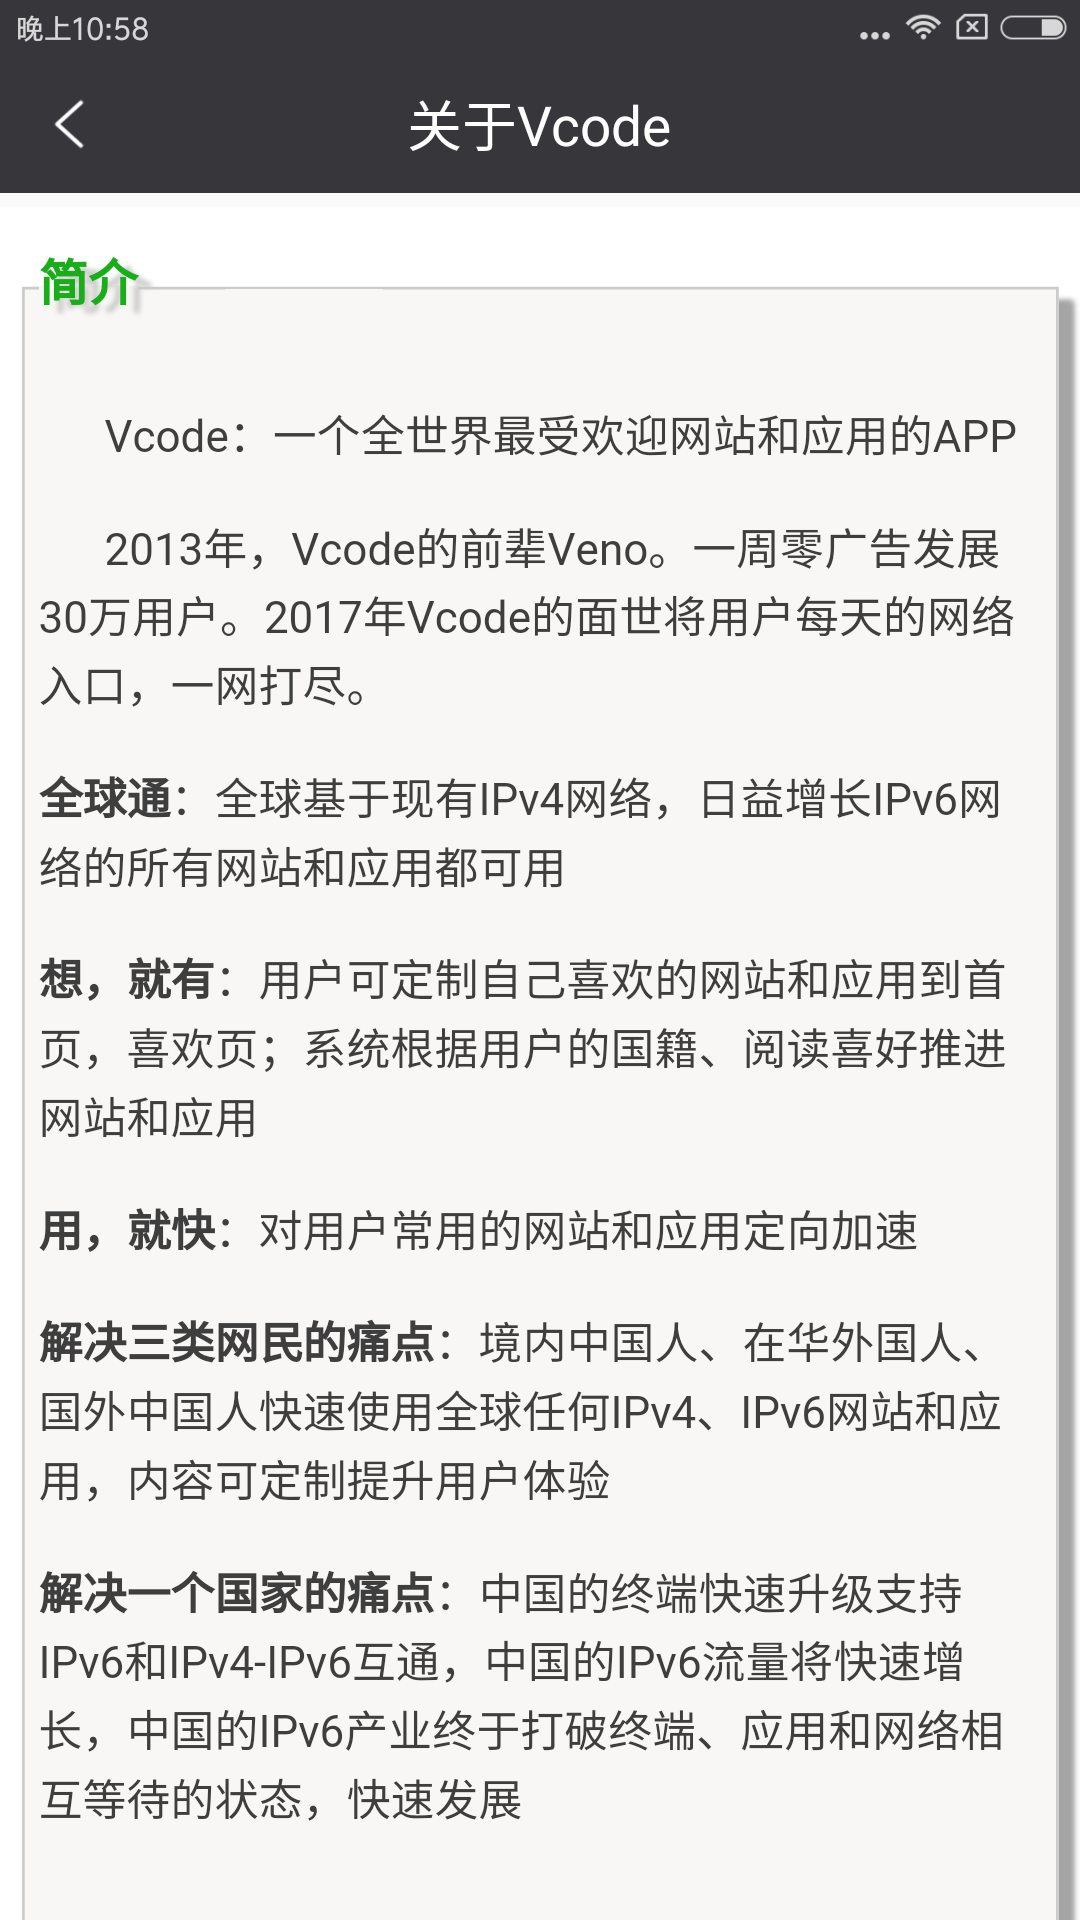 晚上10:58
关于Vcode
简介
Vcode：一个全世界最受欢迎网站和应用的APP
2013年，Vcode的前辈Veno。一周零广告发展
30万用户。2017年Vcode的面世将用户每天的网络
入口，一网打尽。
全球通：全球基于现有IPv4网络，日益增长IPv6网
络的所有网站和应用都可用
想，就有：用户可定制自己喜欢的网站和应用到首
页，喜欢页；系统根据用户的国籍、阅读喜好推进
网站和应用
用，就快：对用户常用的网站和应用定向加速
解决三类网民的痛点：境内中国人、在华外国人、
国外中国人快速使用全球任何IPv4、IPv6网站和应
用，内容可定制提升用户体验
解决一个国家的痛点：中国的终端快速升级支持
IPv6和IPv4-IPv6互通，中国的IPv6流量将快速增
长，中国的IPv6产业终于打破终端、应用和网络相
互等待的状态，快速发展